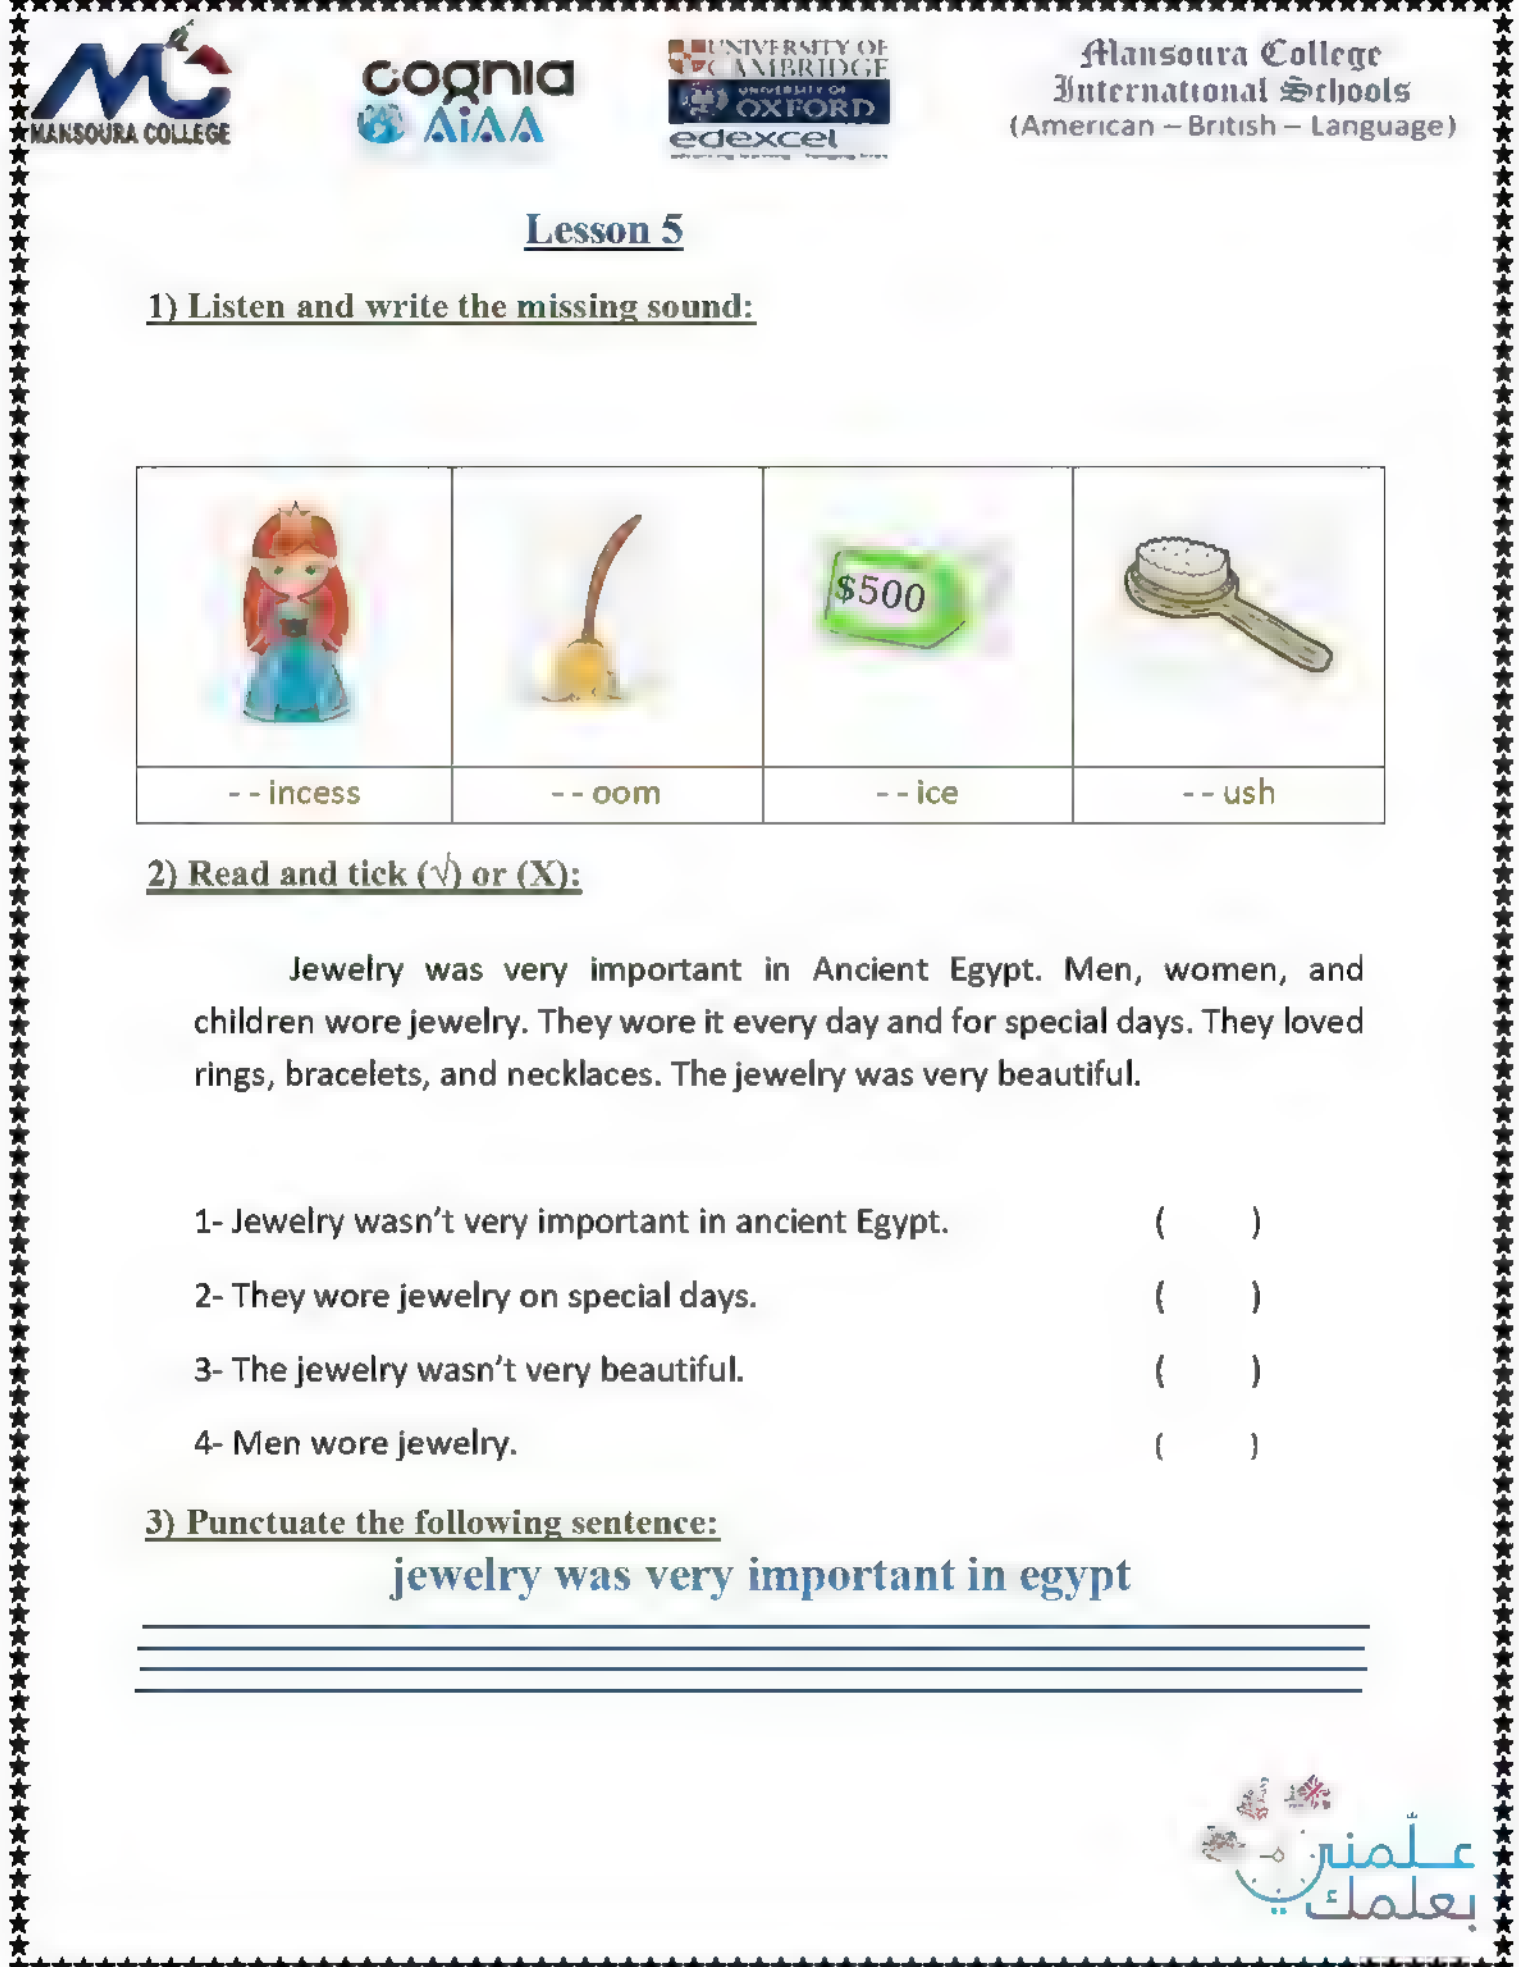 MC
MANSOURA COLLEGE
cognia
AiAA
UNIVERSITY OF
CAMBRIDGE
UNIVERSITY OF
OXFORD
edexcel
Mansoura College
International Schools
(American – British – Language)
Lesson 5
1) Listen and write the missing sound:
$500
- - incess - - oom - - ice - - ush
2) Read and tick (√) or (X):
Jewelry was very important in Ancient Egypt. Men, women, and
children wore jewelry. They wore it every day and for special days. They loved
rings, bracelets, and necklaces. The jewelry was very beautiful.
1- Jewelry wasn't very important in ancient Egypt. ( )
2- They wore jewelry on special days. ( )
3- The jewelry wasn't very beautiful. ( )
4- Men wore jewelry. ( )
3) Punctuate the following sentence:
jewelry was very important in egypt
علّمني
بعلمك